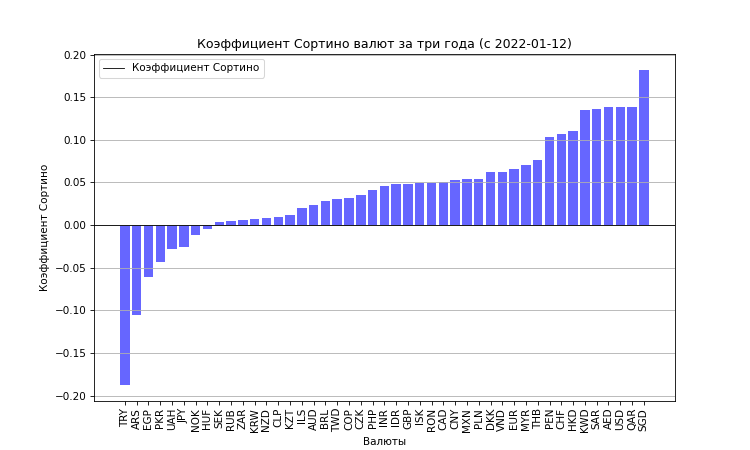 Коэффициент Сортино валют за три года (с 2022-01-12)
Коэффициент Сортино
0.20
0.15
0.10
0.05
0.00
−0.05
−0.10
−0.15
−0.20
Коэффициент Сортино
TRY
ARS
EGP
PKR
UAH
JPY
NOK
HUF
SEK
RUB
ZAR
KRW
NZD
CLP
KZT
ILS
AUD
BRL
TWD
COP
CZK
PHP
INR
IDR
GBP
ISK
RON
CAD
CNY
MXN
PLN
DKK
VND
EUR
MYR
THB
PEN
CHF
HKD
KWD
SAR
AED
USD
QAR
SGD
Валюты